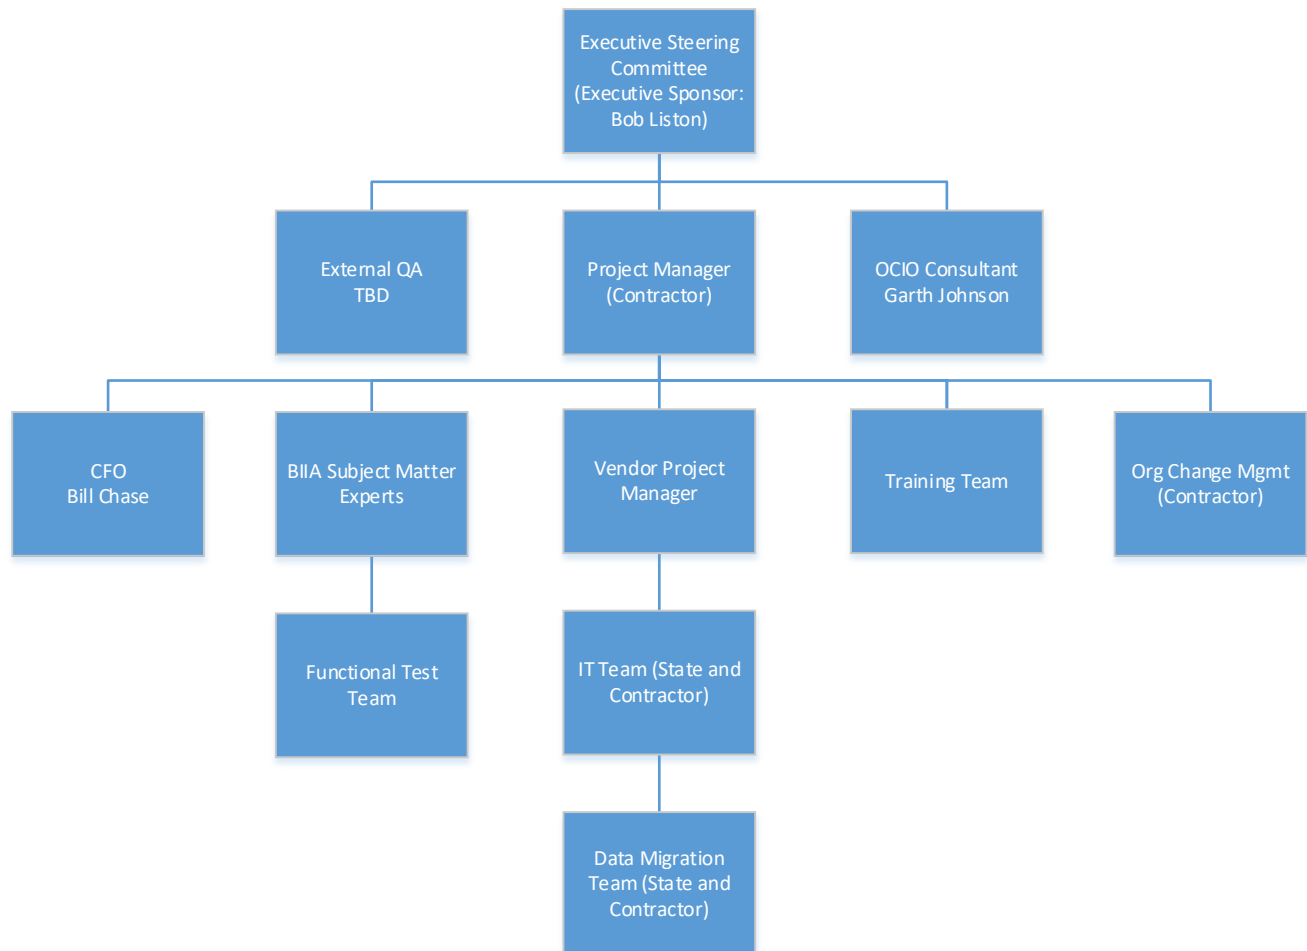 Executive Steering
Committee
(Executive Sponsor:
Bob Liston)
External QA
TBD
Project Manager
(Contractor)
OCIO Consultant
Garth Johnson
CFO
Bill Chase
BIIA Subject Matter
Experts
Vendor Project
Manager
Training Team
Org Change Mgmt
(Contractor)
Functional Test
Team
IT Team (State and
Contractor)
Data Migration
Team (State and
Contractor)